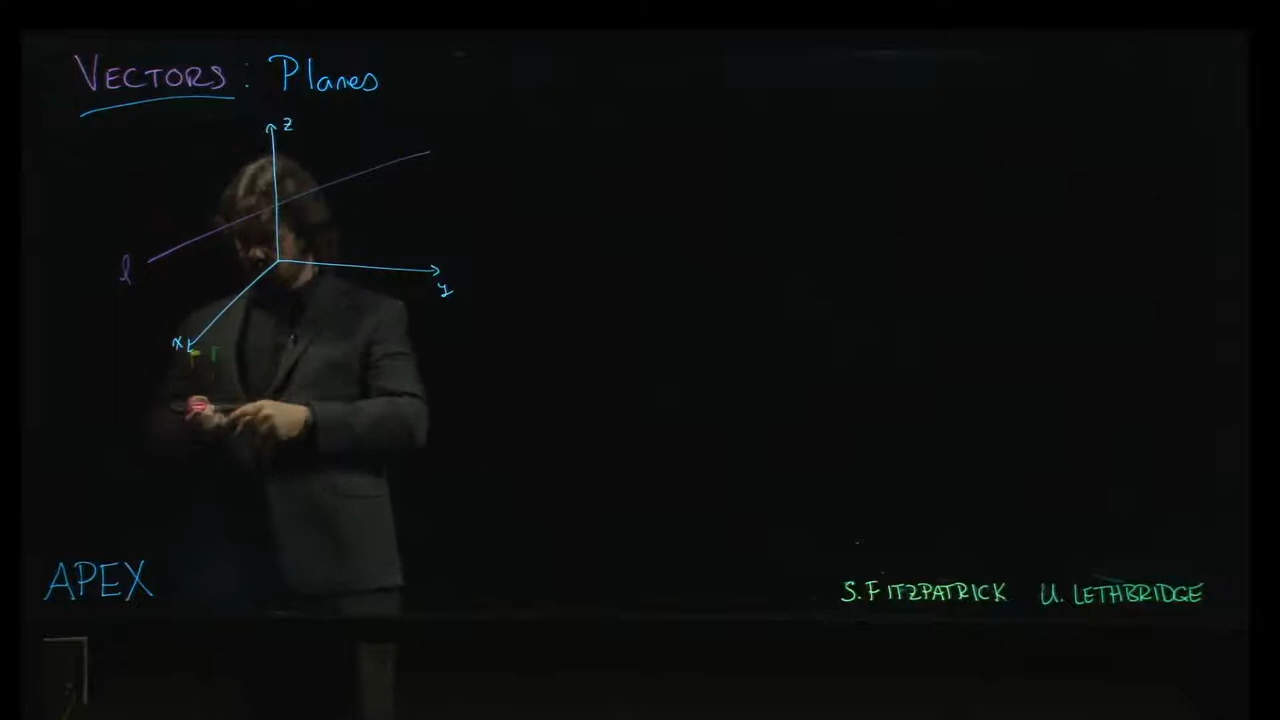 VECTORS: Planes
z
l
y
x
APEX
S. FITZPATRICK U. LETHBRIDGE